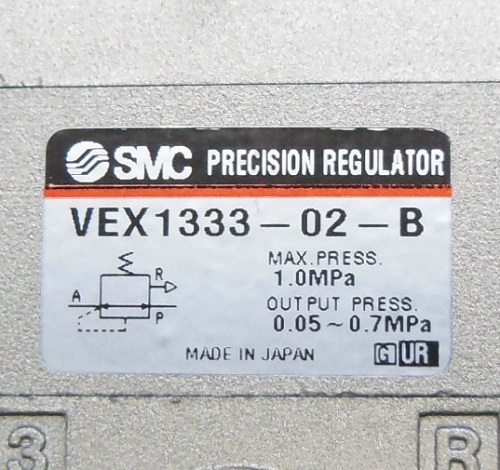 SMC PRECISION REGULATOR
VEX1333-02-B
MAX.PRESS.
1.0MPa
OUTPUT PRESS.
0.05~0.7MPa
A
R
P
MADE IN JAPAN [G] UR
3 R